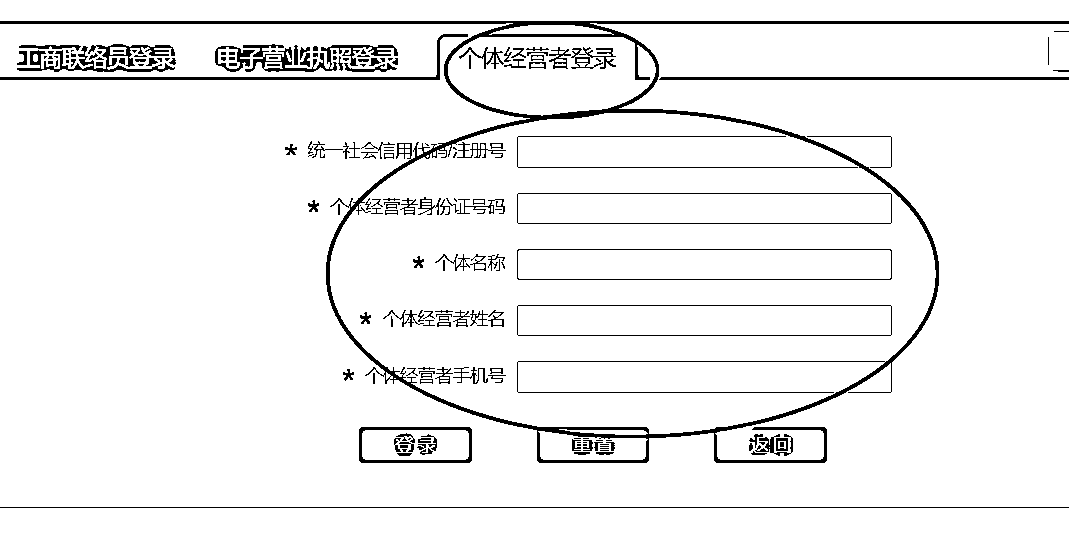 工商联络员登录 电子营业执照登录 个体经营者登录
* 统一社会信用代码/注册号
* 个体经营者身份证号码
* 个体名称
* 个体经营者姓名
* 个体经营者手机号
登录 重置 返回